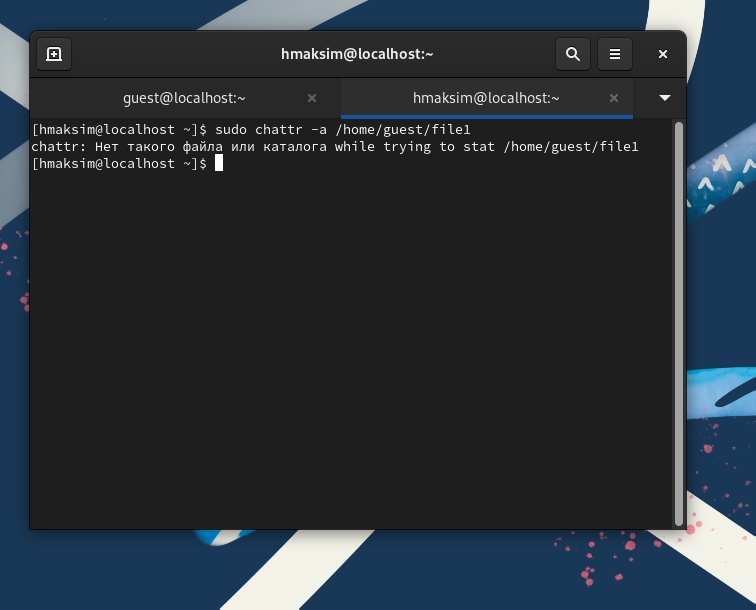 hmaksim@localhost:~
guest@localhost:~ hmaksim@localhost:~
[hmaksim@localhost ~]$ sudo chattr -a /home/guest/file1
chattr: Нет такого файла или каталога while trying to stat /home/guest/file1
[hmaksim@localhost ~]$